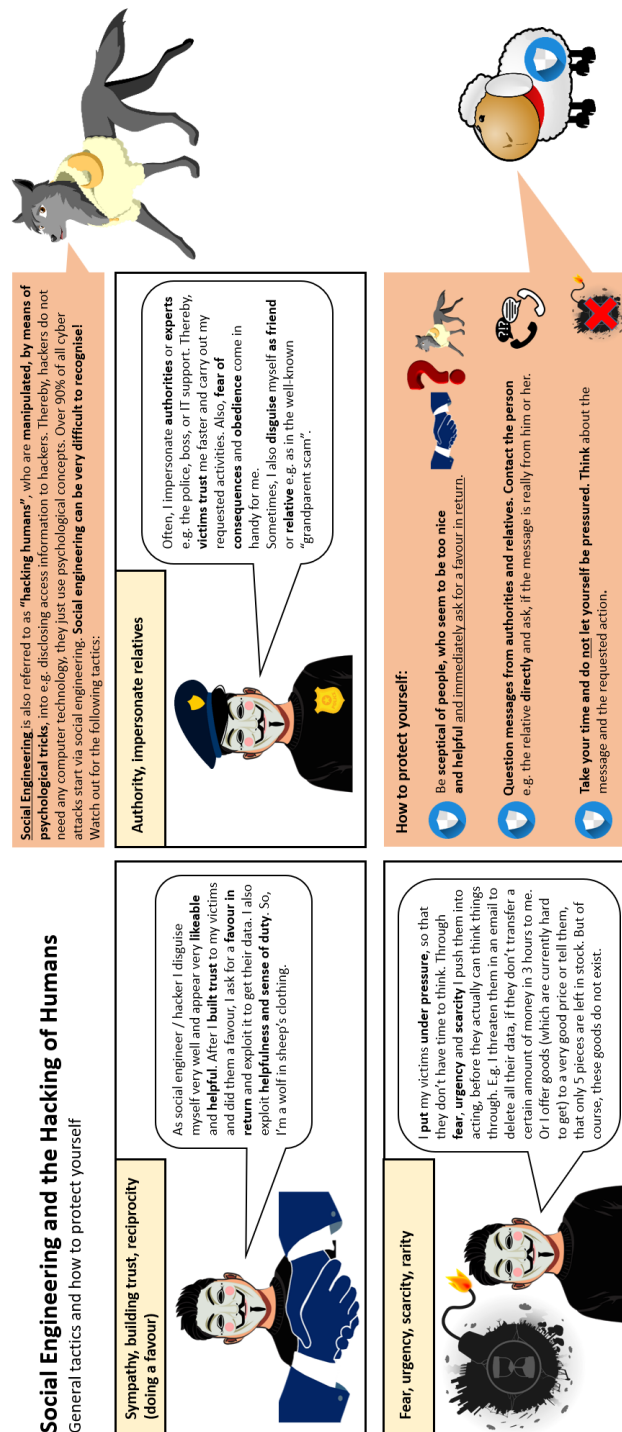 Social Engineering and the Hacking of Humans
General tactics and how to protect yourself
Social Engineering is also referred to as “hacking humans”, who are manipulated, by means of
psychological tricks, into e.g. disclosing access information to hackers. Thereby, hackers do not
need any computer technology, they just use psychological concepts. Over 90% of all cyber
attacks start via social engineering. Social engineering can be very difficult to recognise!
Watch out for the following tactics:
Sympathy, building trust, reciprocity
(doing a favour)
As social engineer / hacker I disguise
myself very well and appear very likeable
and helpful. After I built trust to my victims
and did them a favour, I ask for a favour in
return and exploit it to get their data. I also
exploit helpfulness and sense of duty. So,
I’m a wolf in sheep’s clothing.
Authority, impersonate relatives
Often, I impersonate authorities or experts
e.g. the police, boss, or IT support. Thereby,
victims trust me faster and carry out my
requested activities. Also, fear of
consequences and obedience come in
handy for me.
Sometimes, I also disguise myself as friend
or relative e.g. as in the well-known
“grandparent scam”.
Fear, urgency, scarcity, rarity
I put my victims under pressure, so that
they don’t have time to think. Through
fear, urgency and scarcity I push them into
acting, before they actually can think things
through. E.g. I threaten them in an email to
delete all their data, if they don’t transfer a
certain amount of money in 3 hours to me.
Or I offer goods (which are currently hard
to get) to a very good price or tell them,
that only 5 pieces are left in stock. But of
course, these goods do not exist.
How to protect yourself:
Be sceptical of people, who seem to be too nice
and helpful and immediately ask for a favour in return.
Question messages from authorities and relatives. Contact the person
e.g. the relative directly and ask, if the message is really from him or her.
?!?
Take your time and do not let yourself be pressured. Think about the
message and the requested action.